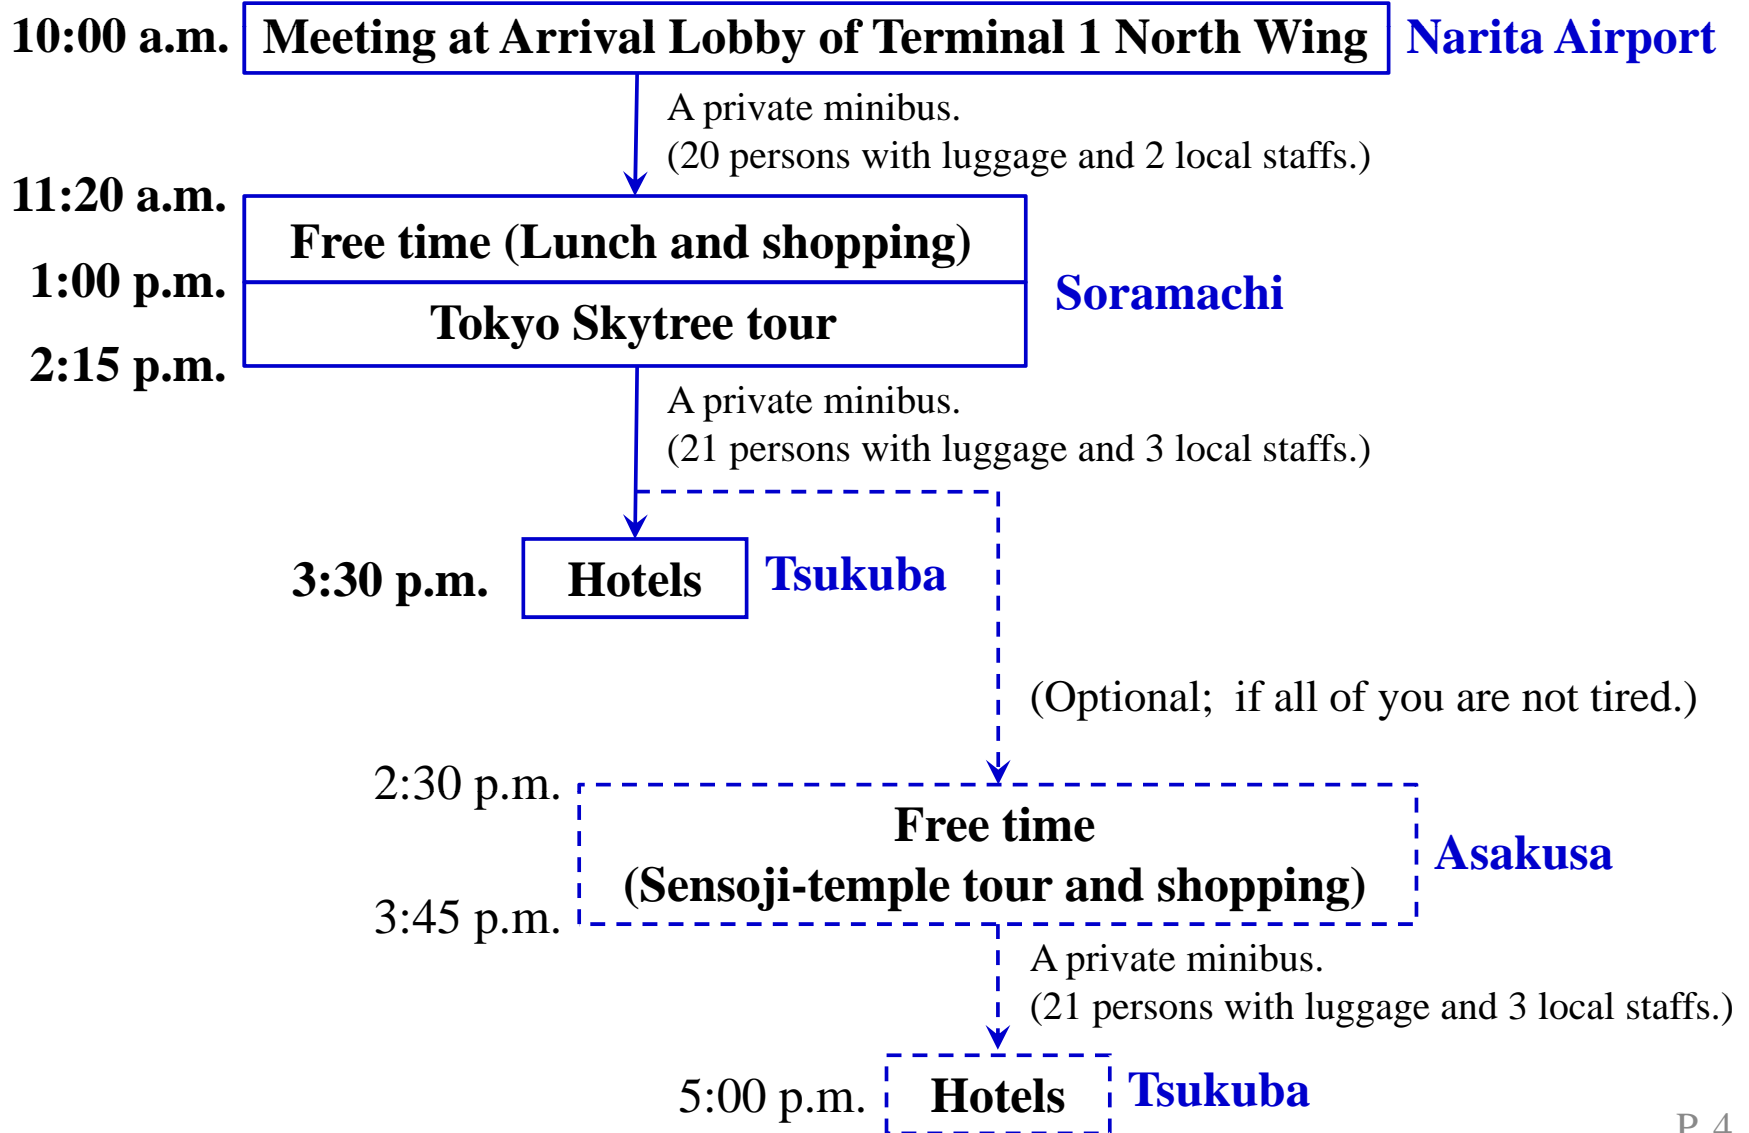 10:00 a.m. Meeting at Arrival Lobby of Terminal 1 North Wing Narita Airport
A private minibus.
(20 persons with luggage and 2 local staffs.)
11:20 a.m.
Free time (Lunch and shopping)
1:00 p.m.
Soramachi
Tokyo Skytree tour
2:15 p.m.
A private minibus.
(21 persons with luggage and 3 local staffs.)
3:30 p.m. Hotels Tsukuba
(Optional; if all of you are not tired.)
2:30 p.m.
Free time
Asakusa
(Sensoji-temple tour and shopping)
3:45 p.m.
A private minibus.
(21 persons with luggage and 3 local staffs.)
5:00 p.m. Hotels Tsukuba
P. 4